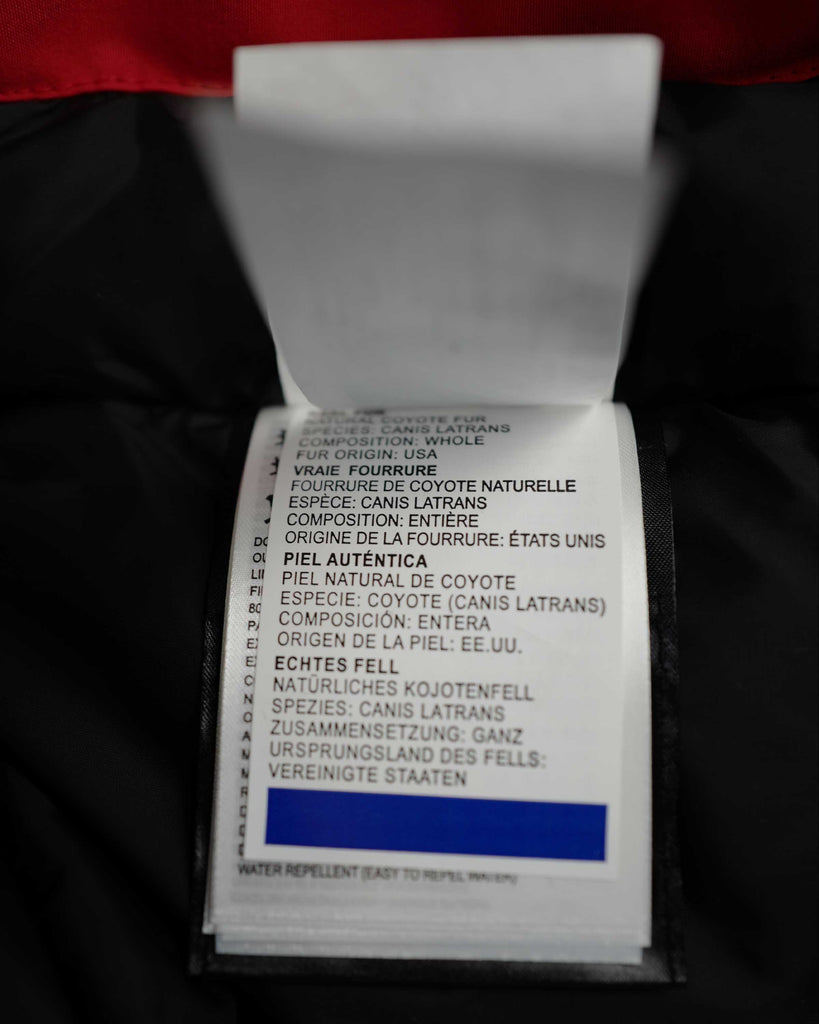 REAL FUR
NATURAL COYOTE FUR
SPECIES: CANIS LATRANS
COMPOSITION: WHOLE
FUR ORIGIN: USA
VRAIE FOURRURE
FOURRURE DE COYOTE NATURELLE
ESPÈCE: CANIS LATRANS
COMPOSITION: ENTIÈRE
ORIGINE DE LA FOURRURE: ÉTATS UNIS
PIEL AUTÉNTICA
PIEL NATURAL DE COYOTE
ESPECIE: COYOTE (CANIS LATRANS)
COMPOSICIÓN: ENTERA
ORIGEN DE LA PIEL: EE.UU.
ECHTES FELL
NATÜRLICHES KOJOTENFELL
SPEZIES: CANIS LATRANS
ZUSAMMENSETZUNG: GANZ
URSPRUNGSLAND DES FELLS:
VEREINIGTE STAATEN
WATER REPELLENT (EASY TO REPEL WATER)